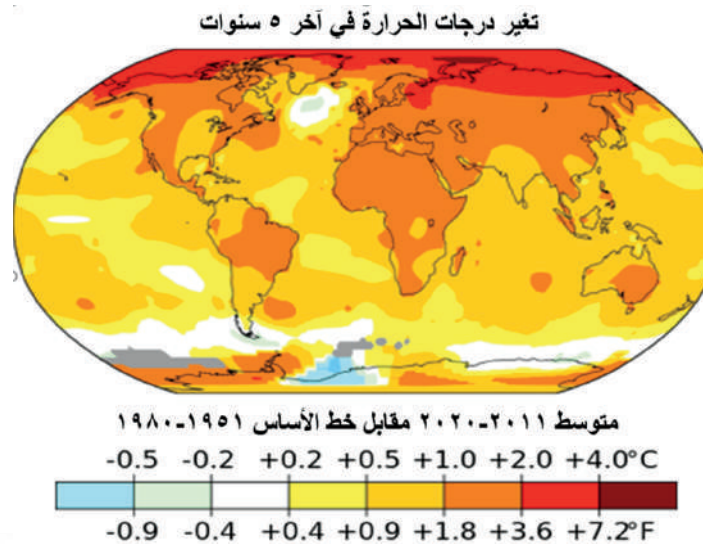 تغير درجات الحرارة في آخر ٥ سنوات
متوسط ٢٠١١-٢٠٢٠ مقابل خط الأساس ١٩٥١-١٩٨٠
-0.5 -0.2 +0.2 +0.5 +1.0 +2.0 +4.0°C
-0.9 -0.4 +0.4 +0.9 +1.8 +3.6 +7.2°F